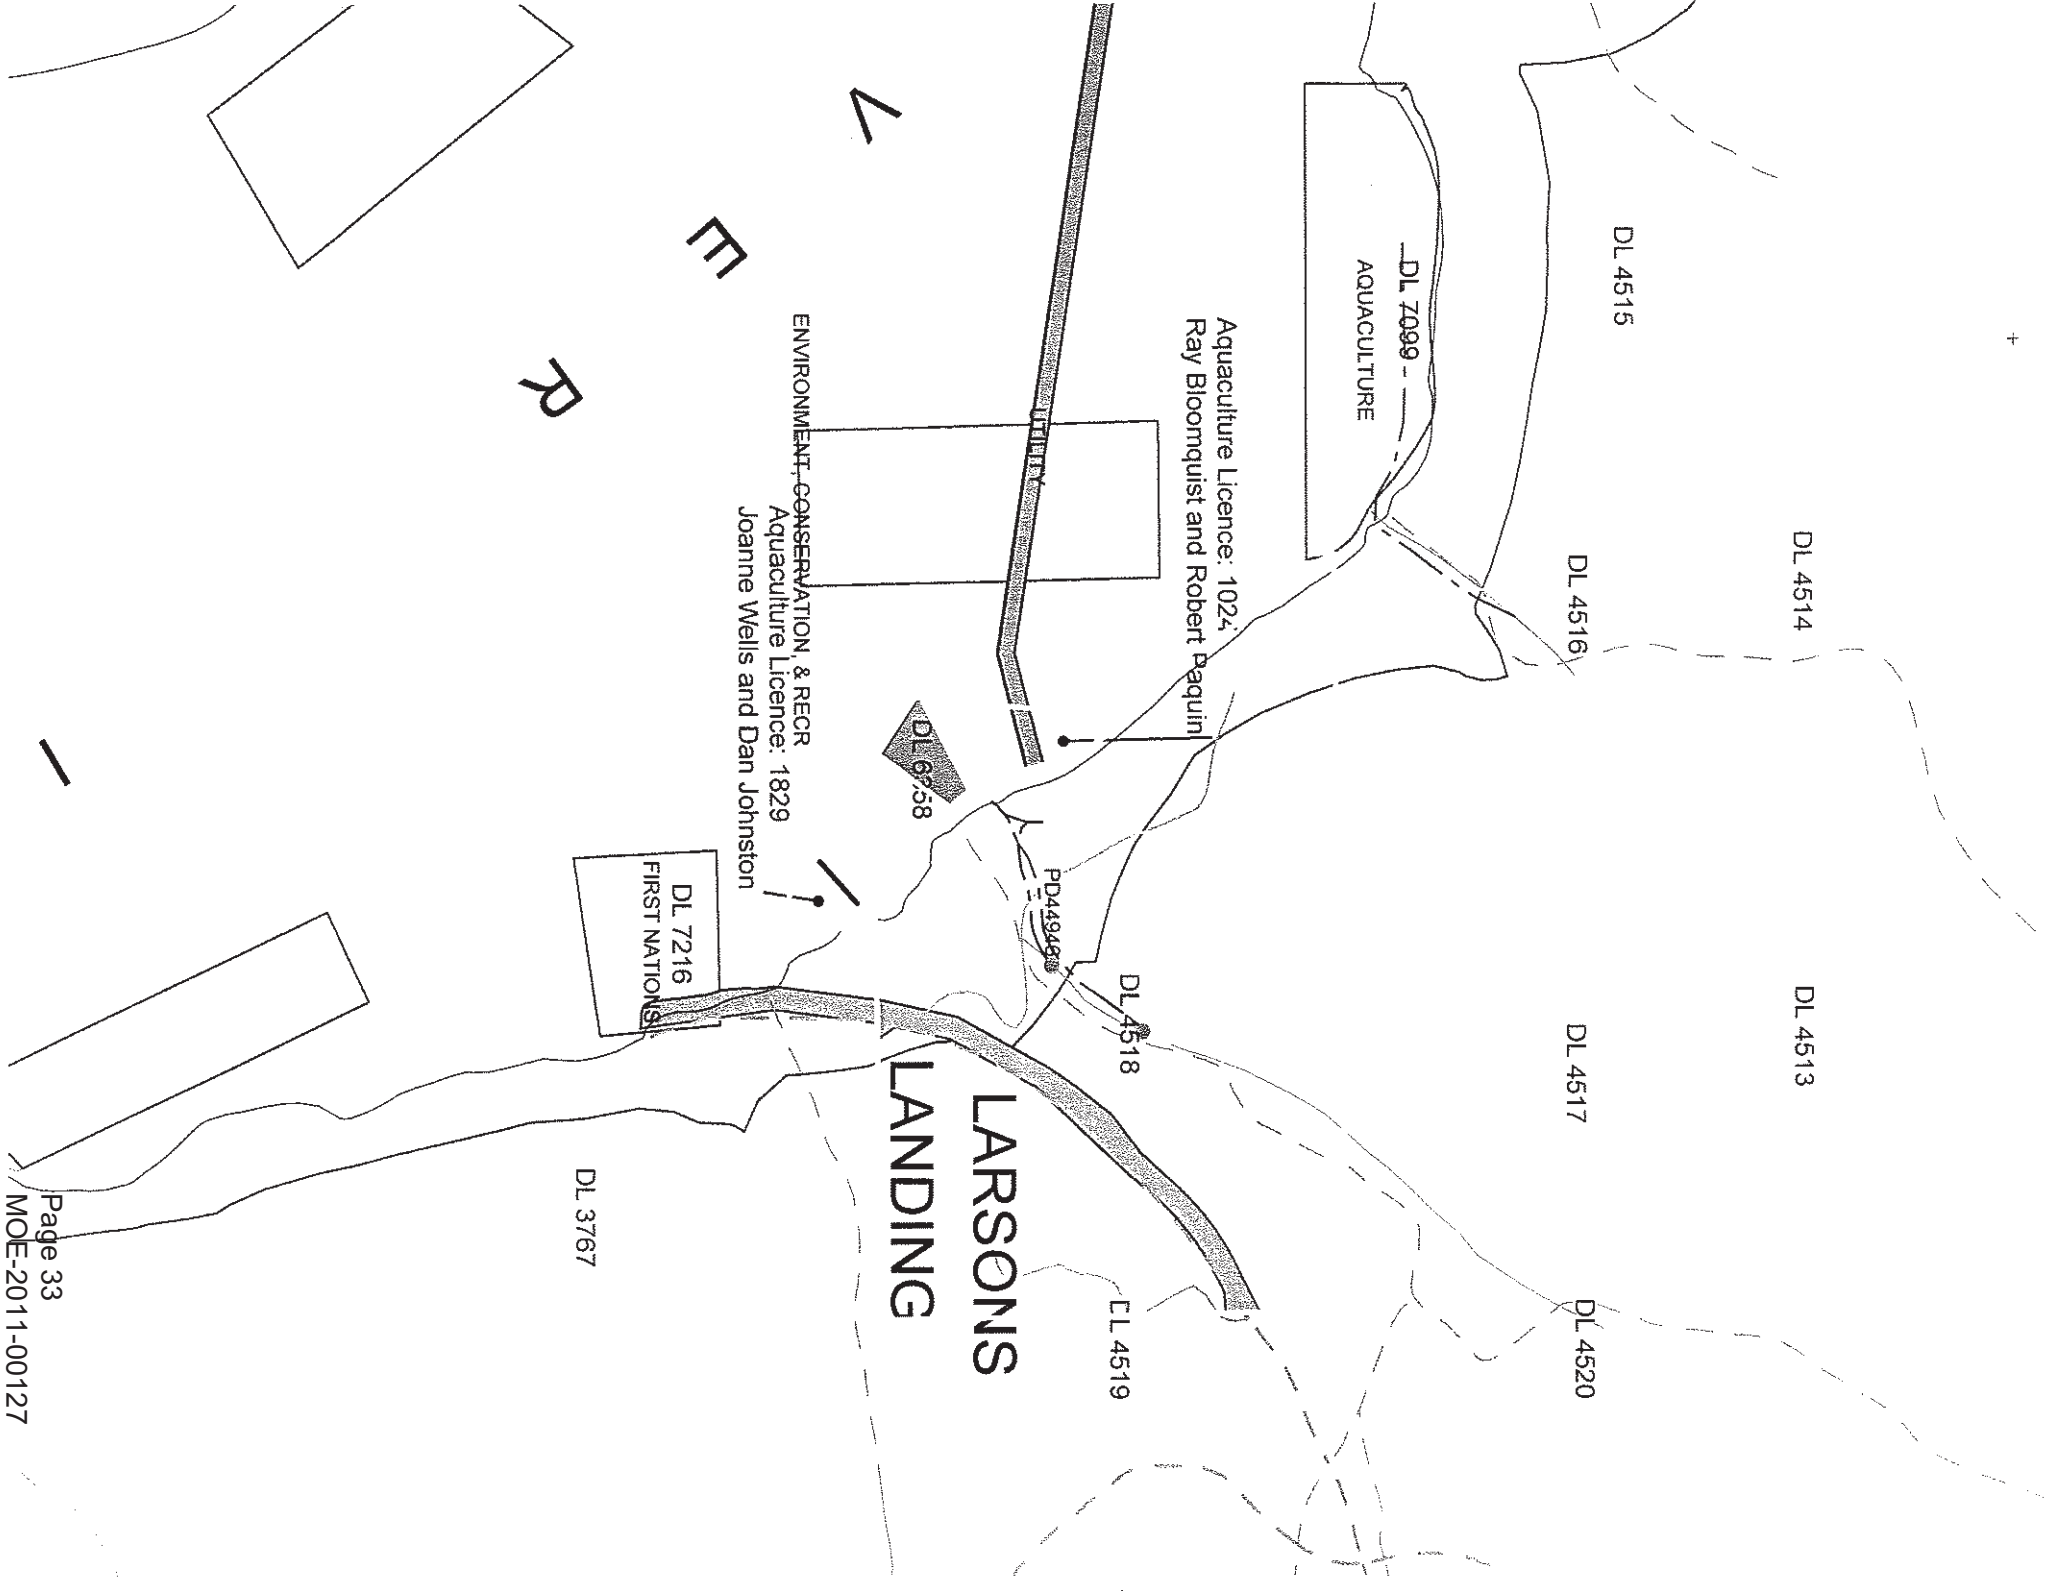 DL 4515
DL 4514
DL 4516
DL 7099
AQUACULTURE
Aquaculture Licence:
Ray Bloomquist and Robert Paquin
UTILITY
V
E
R
I
ENVIRONMENT, CONSERVATION, & RECR
Aquaculture Licence: 1829
Joanne Wells and Dan Johnston
DL
DL 7216
FIRST NATIONS
DL 4518
DL 4513
DL 4517
LARSONS
LANDING
DL 3767
DL 4519
DL 4520
Page 33
MOE-2011-00127